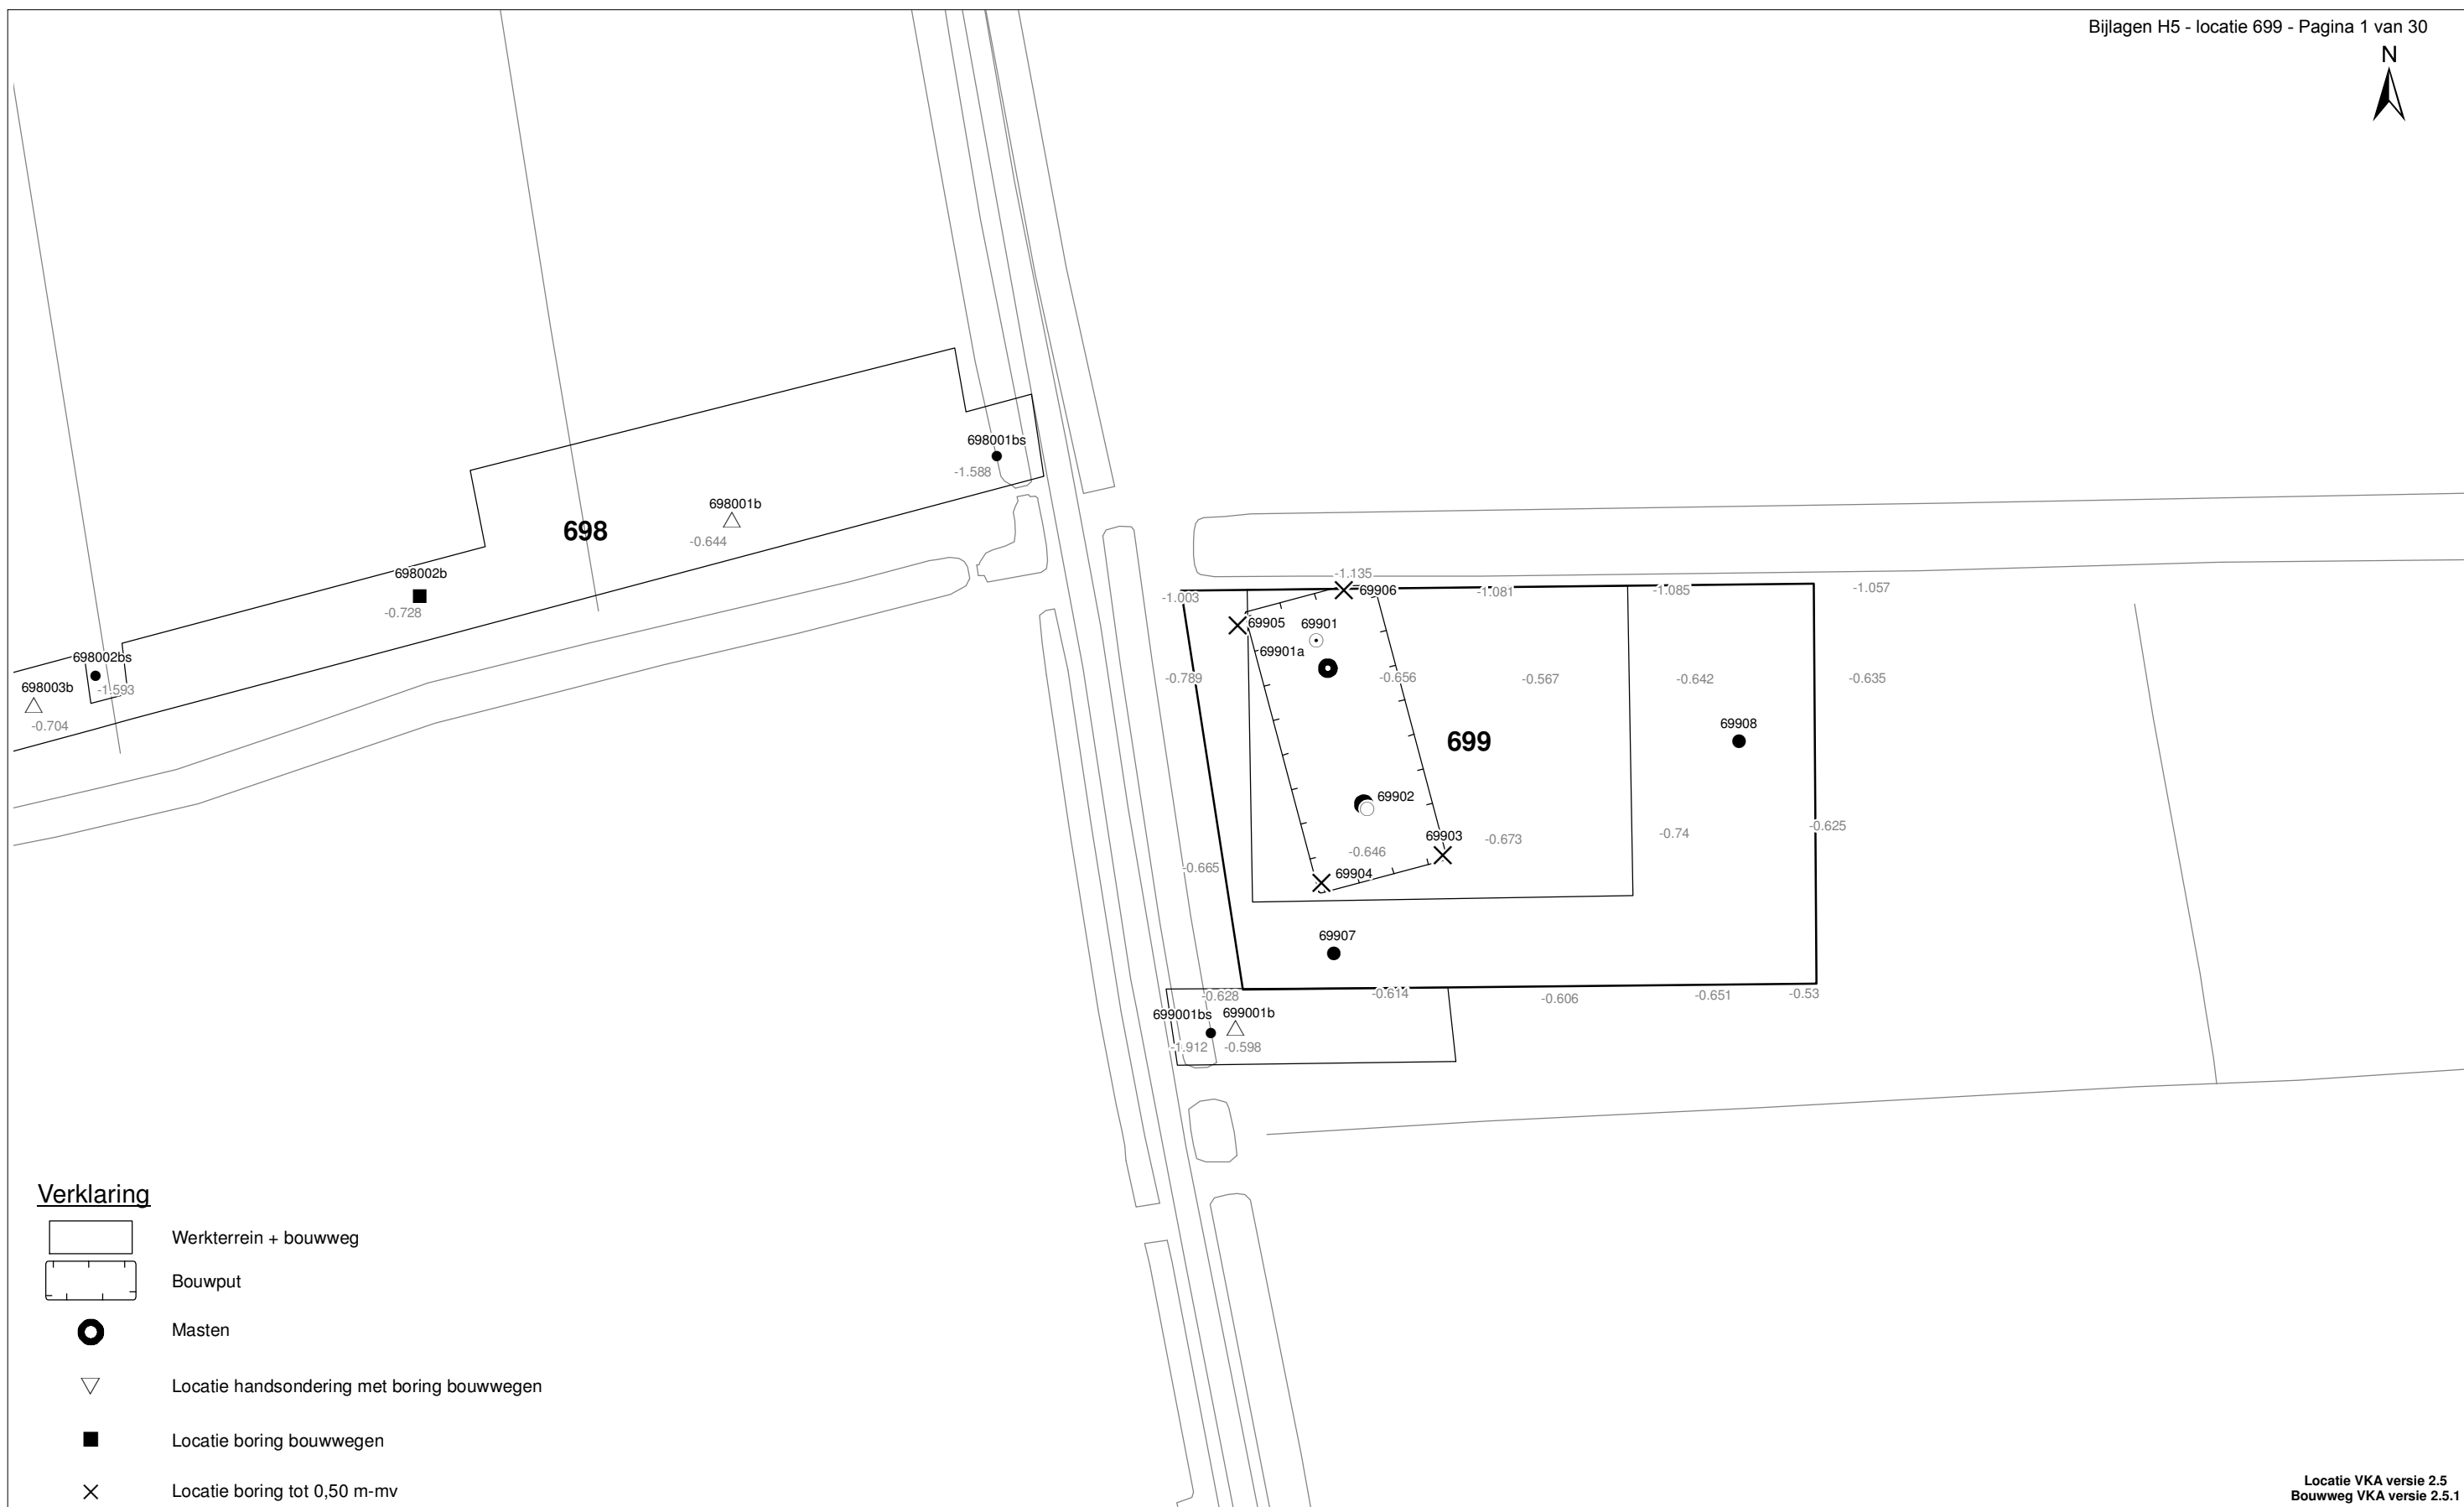 Bijlagen H5 - locatie 699 - Pagina 1 van 30
N
698001bs
-1.588
698001b
-0.644
698
698002b
-0.728
698002bs
-1.593
698003b
-0.704
-1.135
-1.003
69906
-1.081
-1.085
-1.057
69905
69901
69901a
-0.789
-0.656
-0.567
-0.642
-0.635
69908
699
69902
69903
-0.646
-0.673
-0.74
-0.625
-0.665
69904
69907
-0.628
-0.614
-0.606
-0.651
-0.53
699001bs
699001b
-1.912
-0.598
Verklaring
Werkterrein + bouwweg
Bouwput
Masten
Locatie handsondering met boring bouwwegen
Locatie boring bouwwegen
Locatie boring tot 0,50 m-mv
Locatie VKA versie 2.5
Bouwweg VKA versie 2.5.1